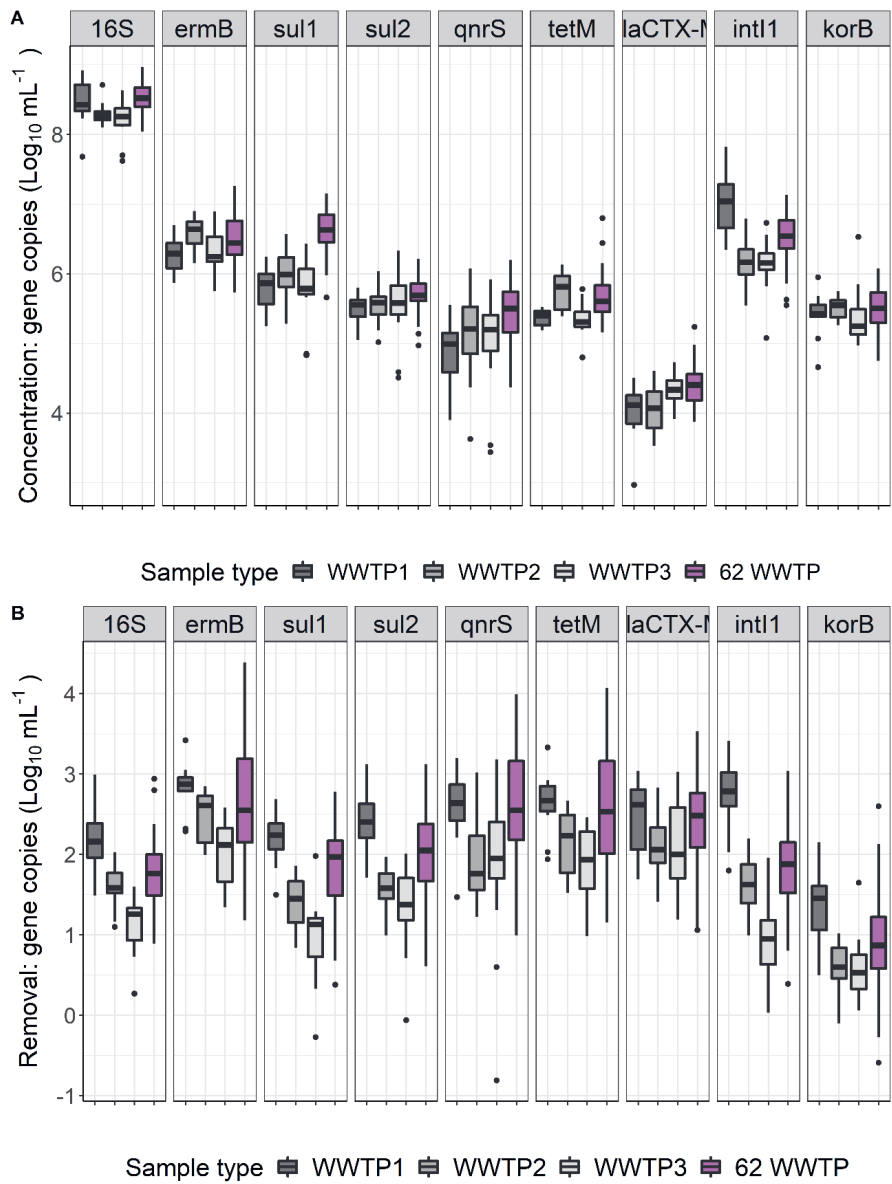 A
16S ermB sul1 sul2 qnrS tetM laCTX-M intI1 korB
Concentration: gene copies (Log10 mL−1)
8
6
4
Sample type WWTP1 WWTP2 WWTP3 62 WWTP
B
16S ermB sul1 sul2 qnrS tetM laCTX-M intI1 korB
Removal: gene copies (Log10 mL−1)
4
3
2
1
0
-1
Sample type WWTP1 WWTP2 WWTP3 62 WWTP